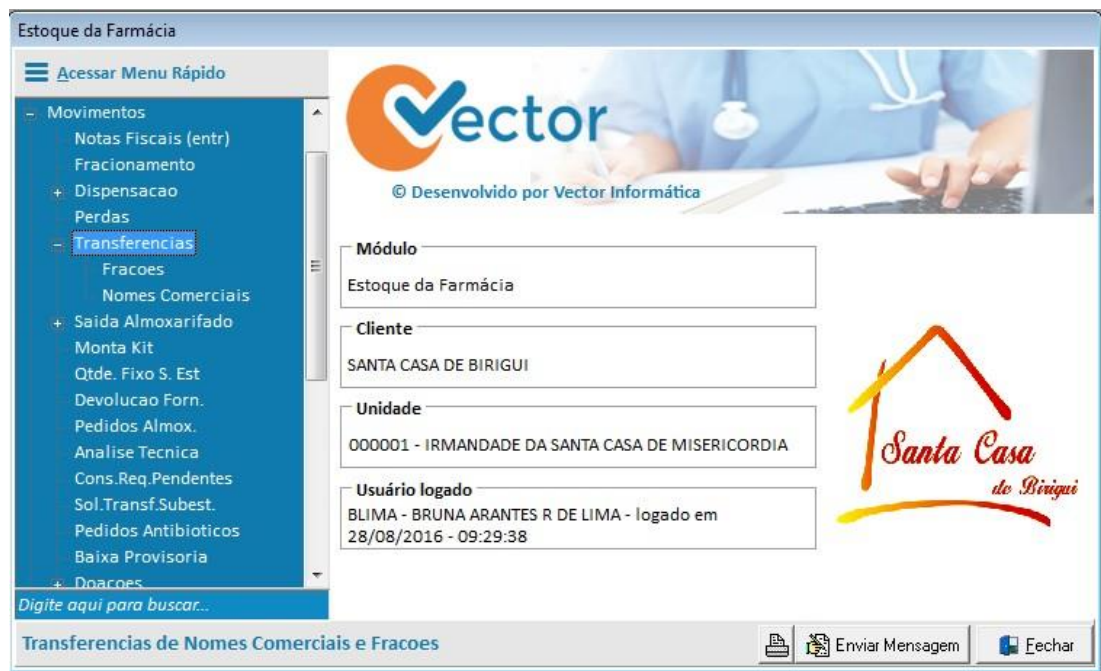 Estoque da Farmácia
Acessar Menu Rápido
Movimentos
Notas Fiscais (entr)
Fracionamento
Dispensacao
Perdas
Transferencias
Fracoes
Nomes Comerciais
Saida Almoxarifado
Monta Kit
Qtde. Fixo S. Est
Devolucao Forn.
Pedidos Almox.
Analise Tecnica
Cons.Req.Pendentes
Sol.Transf.Subest.
Pedidos Antibioticos
Baixa Provisoria
Doacoes
Digite aqui para buscar...
Vector
© Desenvolvido por Vector Informática
Módulo
Estoque da Farmácia
Cliente
SANTA CASA DE BIRIGUI
Unidade
000001 - IRMANDADE DA SANTA CASA DE MISERICORDIA
Usuário logado
BLIMA - BRUNA ARANTES R DE LIMA - logado em
28/08/2016 - 09:29:38
Santa Casa
de Birigui
Transferencias de Nomes Comerciais e Fracoes
Enviar Mensagem
Fechar